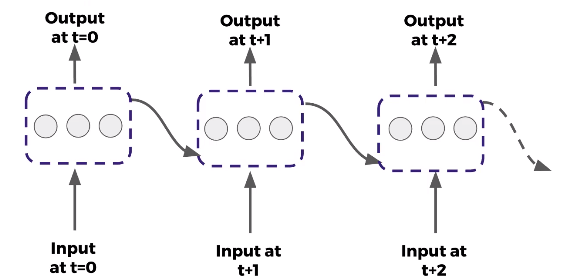 Output
at t=0
Output
at t+1
Output
at t+2
Input
at t=0
Input at
t+1
Input at
t+2